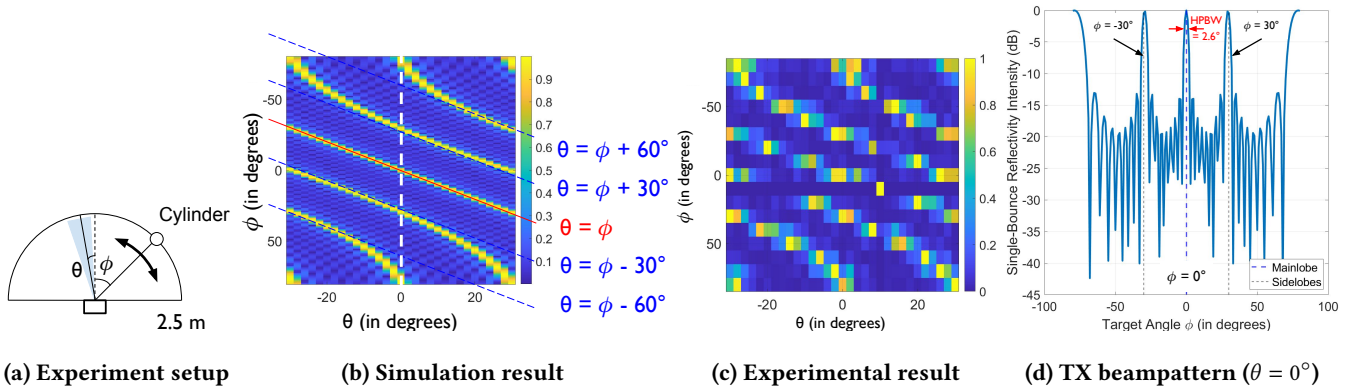 Cylinder
θ
ϕ
2.5 m
(a) Experiment setup
ϕ (in degrees)
-50
0
50
-20
0
20
θ (in degrees)
0.9
0.8
0.7
0.6
0.5
0.4
0.3
0.2
0.1
θ = ϕ + 60°
θ = ϕ + 30°
θ = ϕ
θ = ϕ - 30°
θ = ϕ - 60°
(b) Simulation result
ϕ (in degrees)
-50
0
50
-20
0
20
θ (in degrees)
1
0.8
0.6
0.4
0.2
0
(c) Experimental result
Single-Bounce Reflectivity Intensity (dB)
0
-5
-10
-15
-20
-25
-30
-35
-40
-45
-100
-50
0
50
100
Target Angle ϕ (in degrees)
ϕ = -30°
HPBW
= 2.6°
ϕ = 30°
ϕ = 0°
Mainlobe
Sidelobes
(d) TX beampattern (θ = 0°)